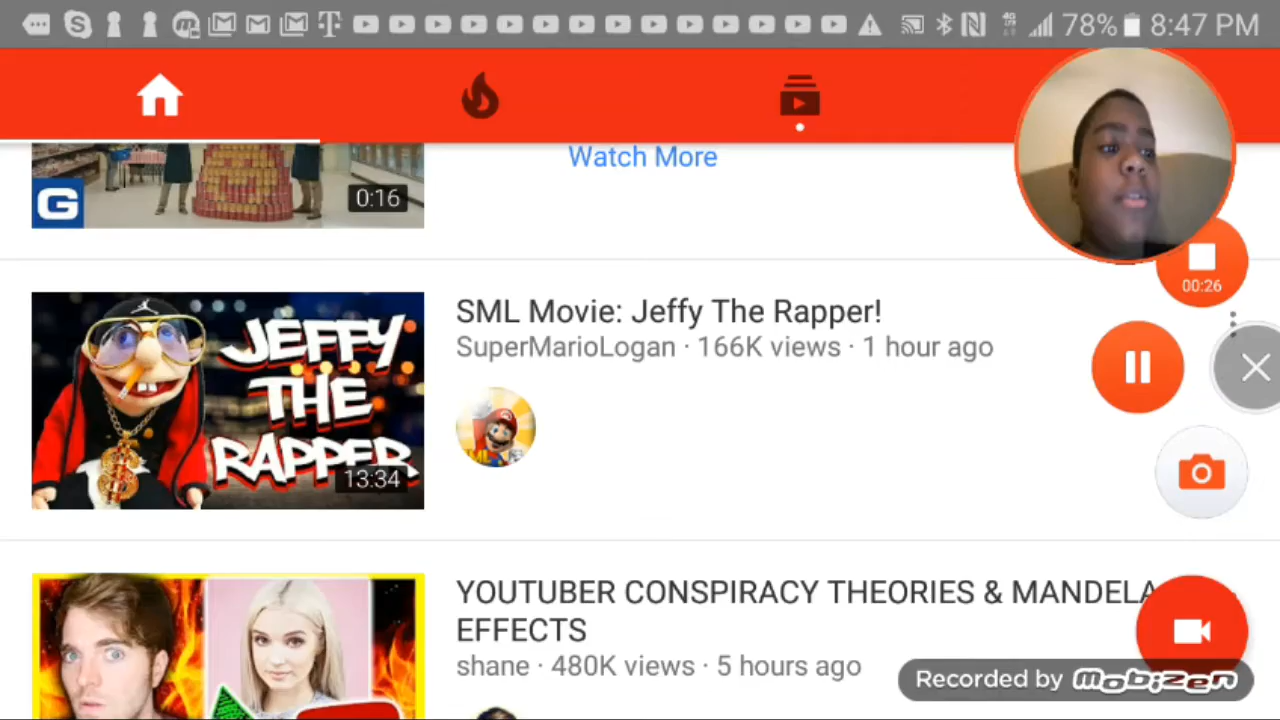 78% 8:47 PM
Watch More
G
0:16
00:26
SML Movie: Jeffy The Rapper!
SuperMarioLogan · 166K views · 1 hour ago
JEFFY
THE
RAPPER
13:34
YOUTUBER CONSPIRACY THEORIES & MANDELA
EFFECTS
shane · 480K views · 5 hours ago
Recorded by Mobizen